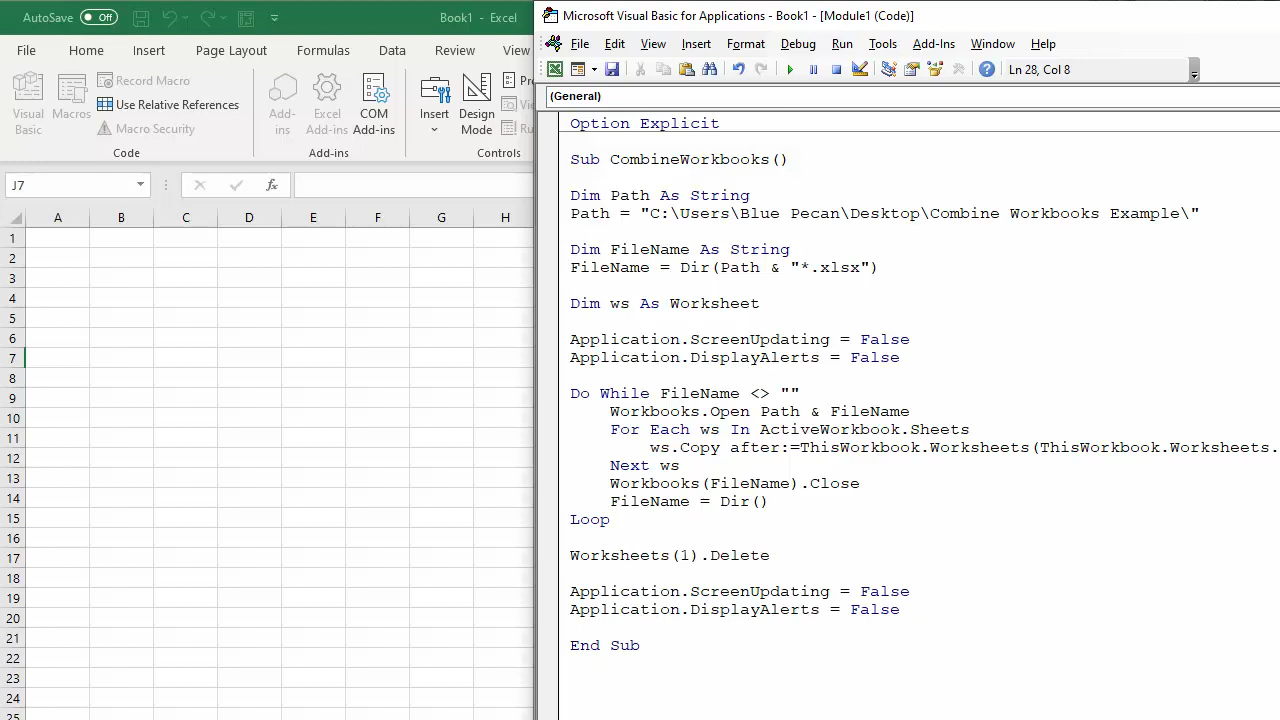 AutoSave Off Book1 - Excel
File Home Insert Page Layout Formulas Data Review View
Visual Basic Macros Record Macro Use Relative References Macro Security
Code
Add-ins Excel Add-ins COM Add-ins
Add-ins
Insert Design Mode
Controls
J7 fx
A B C D E F G H
1
2
3
4
5
6
7
8
9
10
11
12
13
14
15
16
17
18
19
20
21
22
23
24
25
Microsoft Visual Basic for Applications - Book1 - [Module1 (Code)]
File Edit View Insert Format Debug Run Tools Add-Ins Window Help
Ln 28, Col 8
(General)
Option Explicit
Sub CombineWorkbooks()
Dim Path As String
Path = "C:\Users\Blue Pecan\Desktop\Combine Workbooks Example\"
Dim FileName As String
FileName = Dir(Path & "*.xlsx")
Dim ws As Worksheet
Application.ScreenUpdating = False
Application.DisplayAlerts = False
Do While FileName <> ""
Workbooks.Open Path & FileName
For Each ws In ActiveWorkbook.Sheets
ws.Copy after:=ThisWorkbook.Worksheets(ThisWorkbook.Worksheets.
Next ws
Workbooks(FileName).Close
FileName = Dir()
Loop
Worksheets(1).Delete
Application.ScreenUpdating = False
Application.DisplayAlerts = False
End Sub